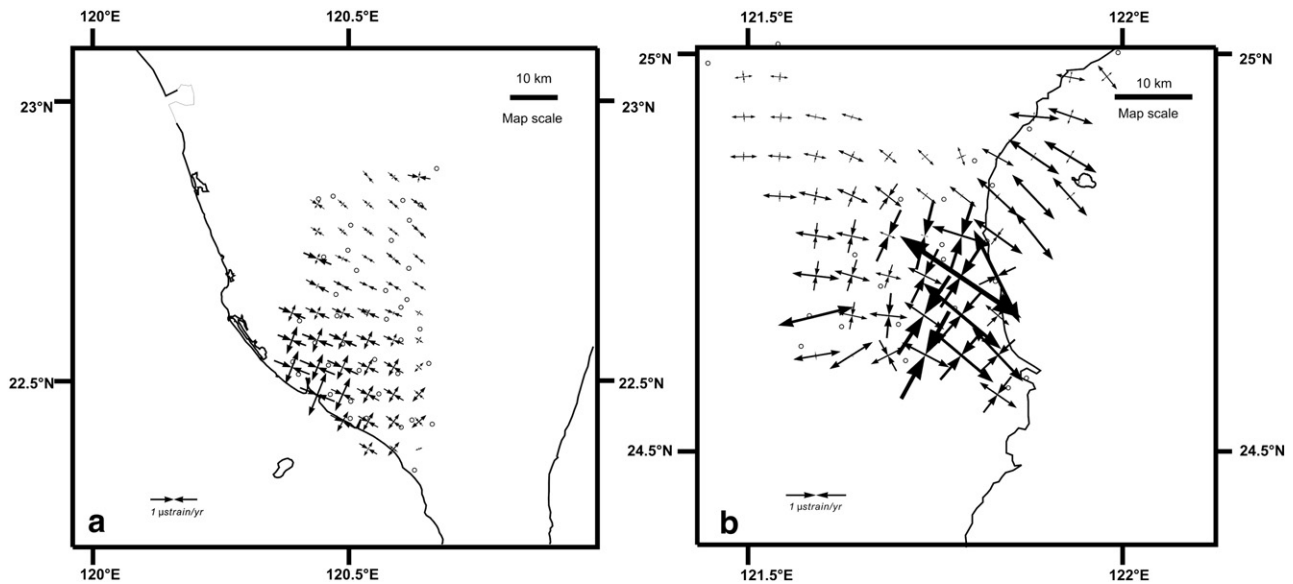 120°E 120.5°E
23°N 23°N
10 km
Map scale
22.5°N 22.5°N
1 μstrain/yr
a
120°E 120.5°E
121.5°E 122°E
25°N 25°N
10 km
Map scale
24.5°N 24.5°N
1 μstrain/yr
b
121.5°E 122°E